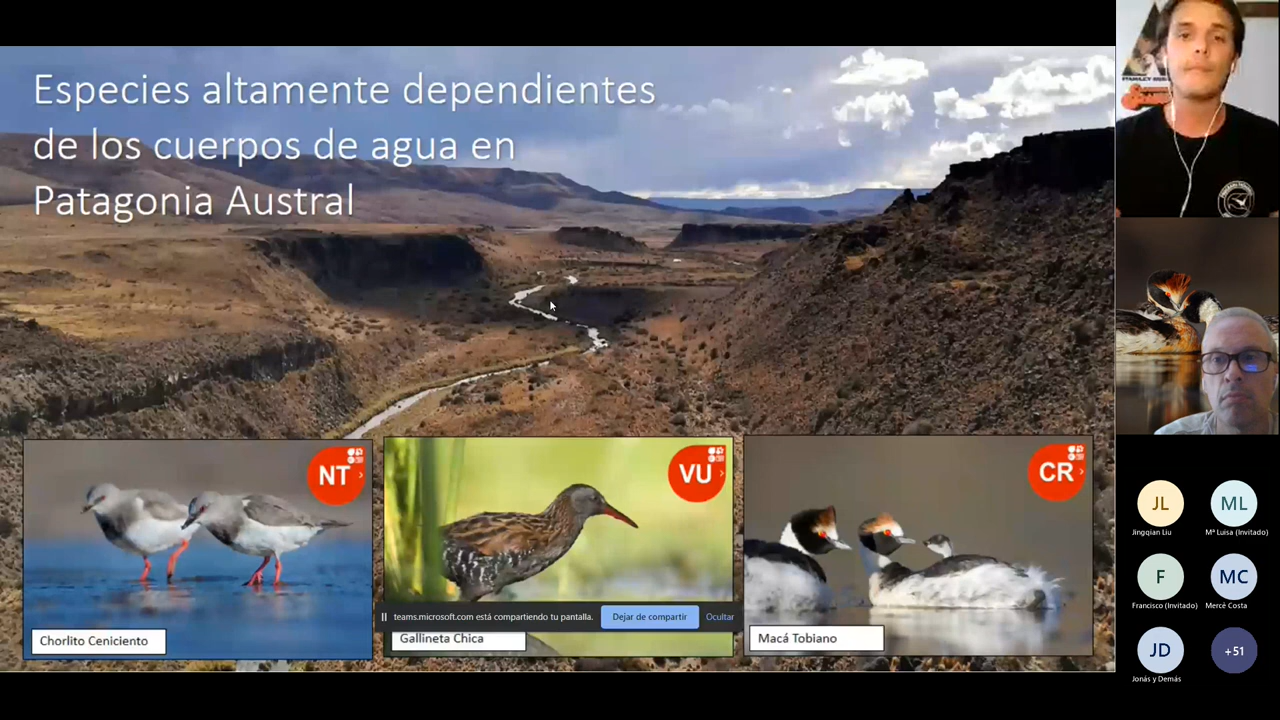 Especies altamente dependientes
de los cuerpos de agua en
Patagonia Austral
NT
VU
CR
Chorlito Ceniciento
teams.microsoft.com está compartiendo tu pantalla.
Dejar de compartir
Ocultar
Gallineta Chica
Macá Tobiano
JL
Jingqian Liu
ML
Mª Luisa (Invitado)
F
Francisco (Invitado)
MC
Mercè Costa
JD
Jonás y Demás
+51